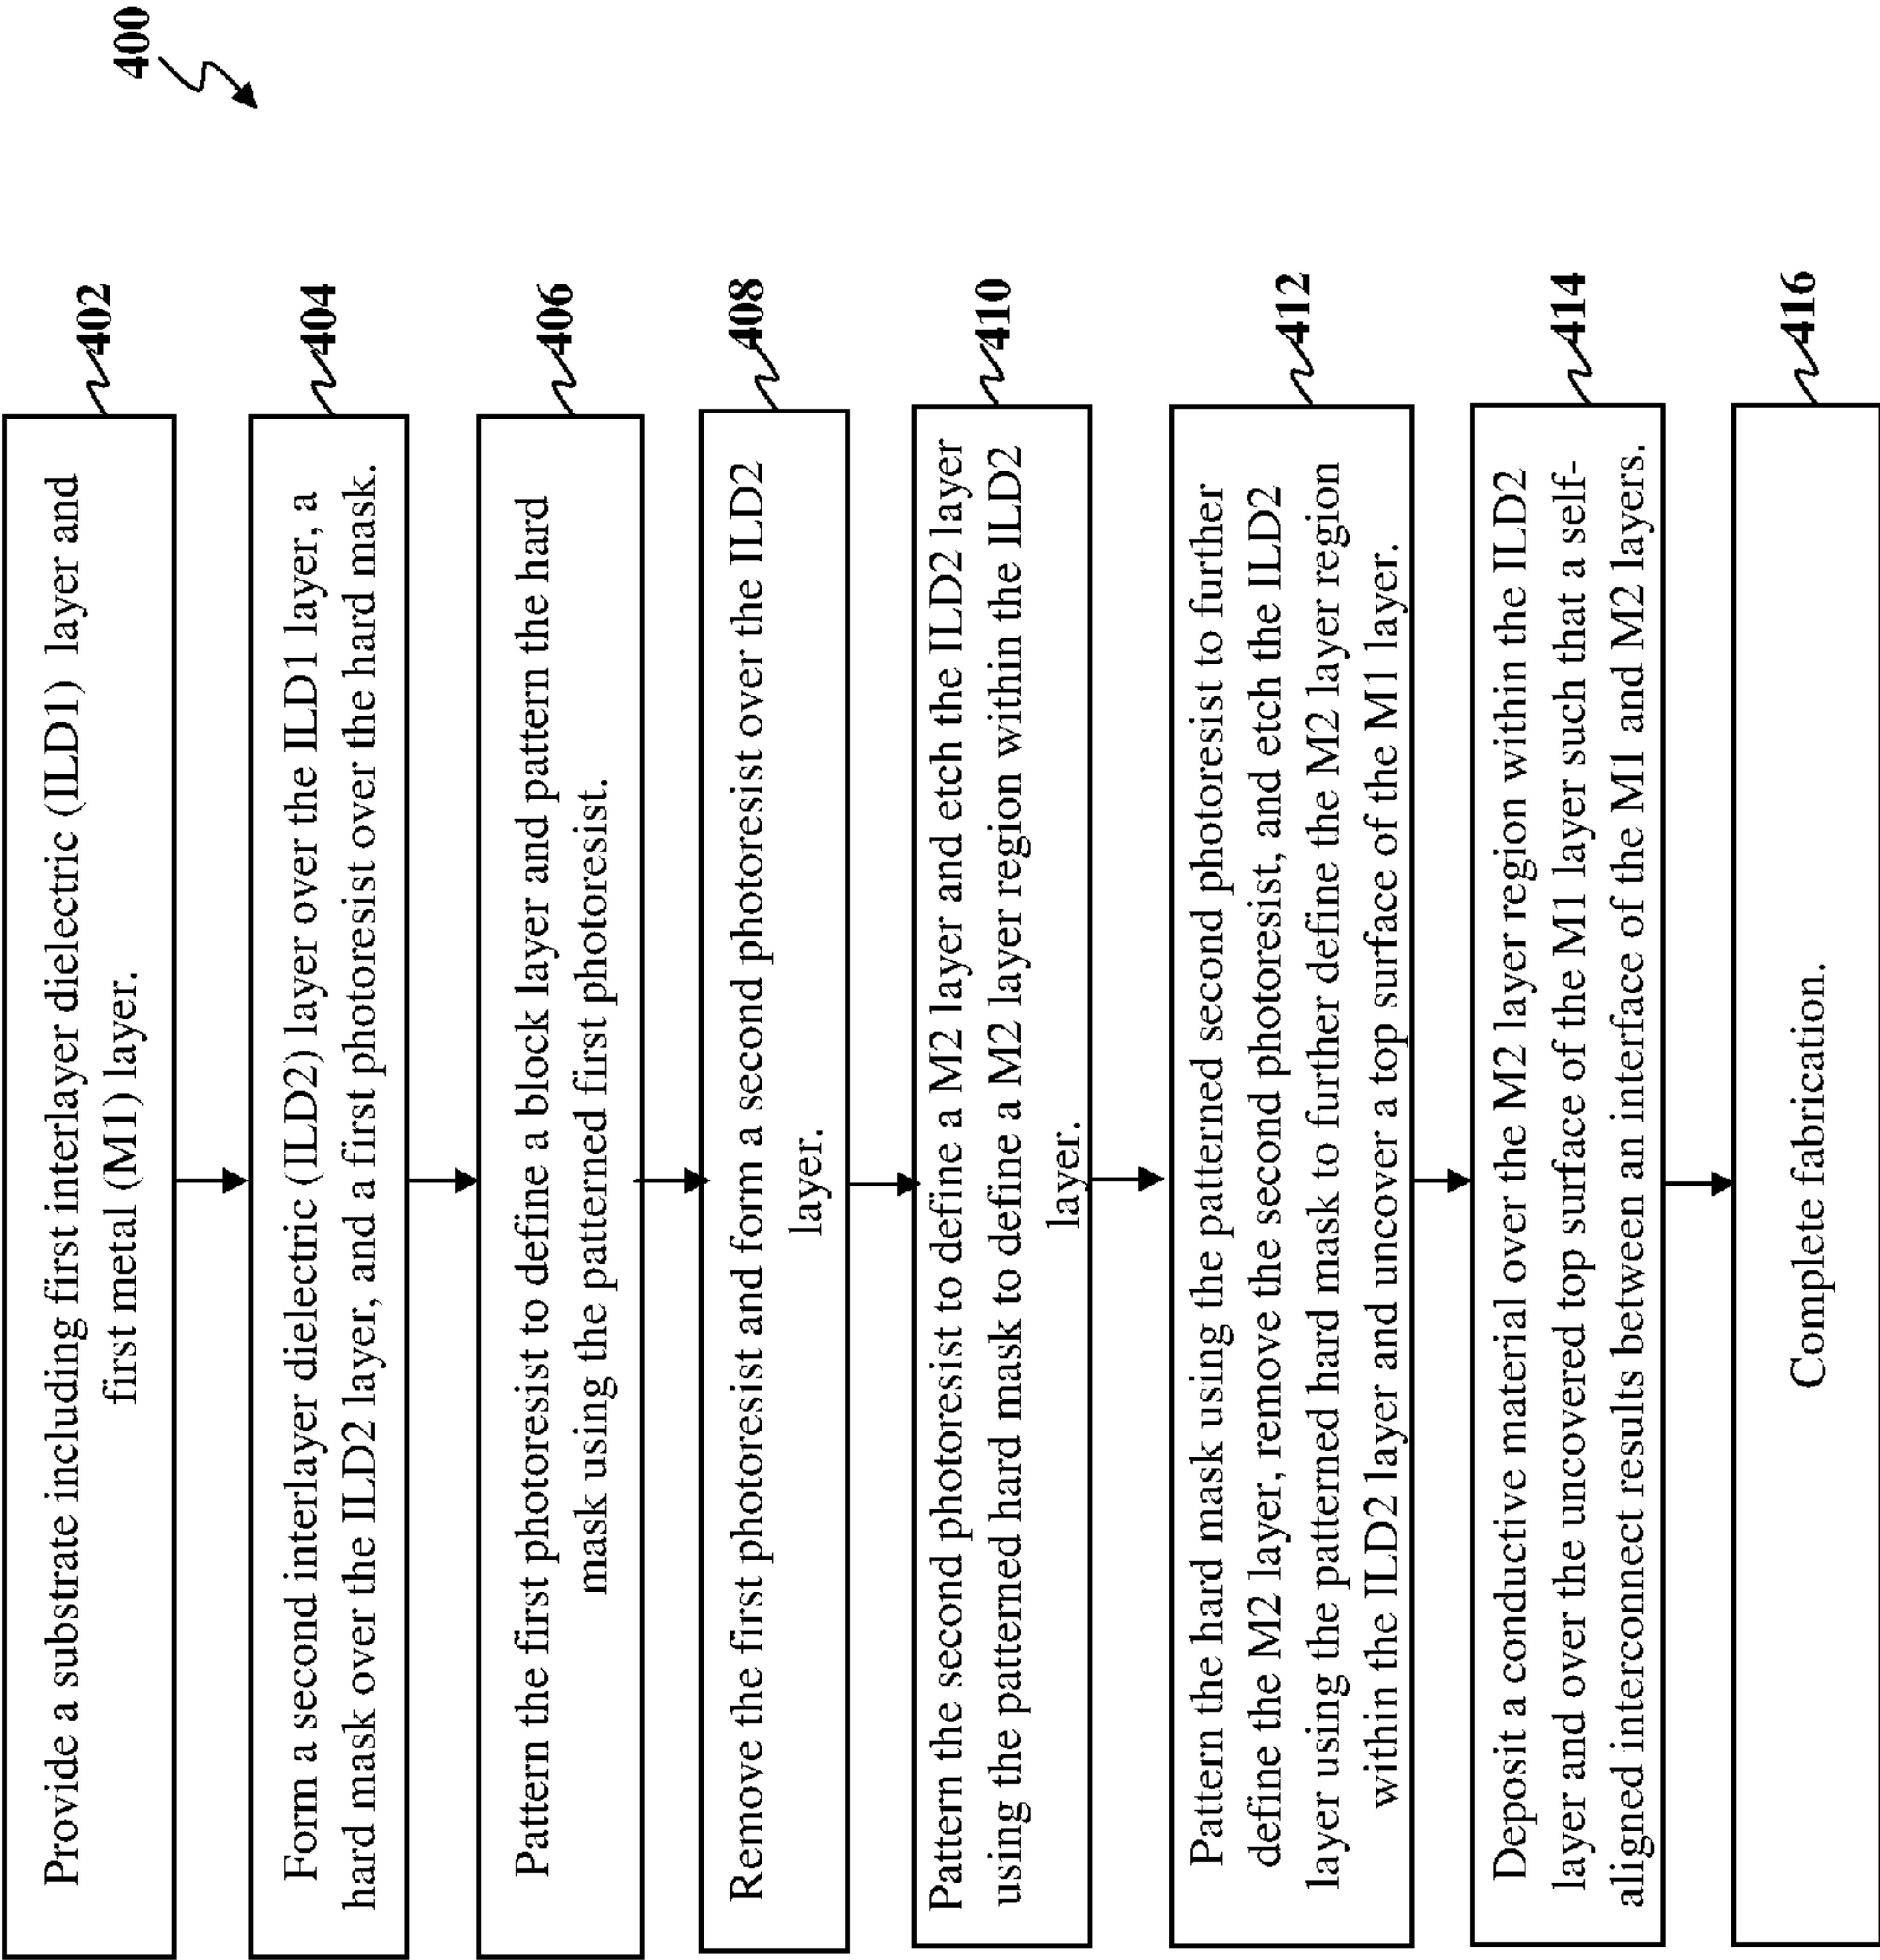 400
Provide a substrate including first interlayer dielectric (ILD1) layer and
first metal (M1) layer.
402
Form a second interlayer dielectric (ILD2) layer over the ILD1 layer, a
hard mask over the ILD2 layer, and a first photoresist over the hard mask.
404
Pattern the first photoresist to define a block layer and pattern the hard
mask using the patterned first photoresist.
406
Remove the first photoresist and form a second photoresist over the ILD2
layer.
408
Pattern the second photoresist to define a M2 layer and etch the ILD2 layer
using the patterned hard mask to define a M2 layer region within the ILD2
layer.
410
Pattern the hard mask using the patterned second photoresist to further
define the M2 layer, remove the second photoresist, and etch the ILD2
layer using the patterned hard mask to further define the M2 layer region
within the ILD2 layer and uncover a top surface of the M1 layer.
412
Deposit a conductive material over the M2 layer region within the ILD2
layer and over the uncovered top surface of the M1 layer such that a self-
aligned interconnect results between an interface of the M1 and M2 layers.
414
Complete fabrication.
416